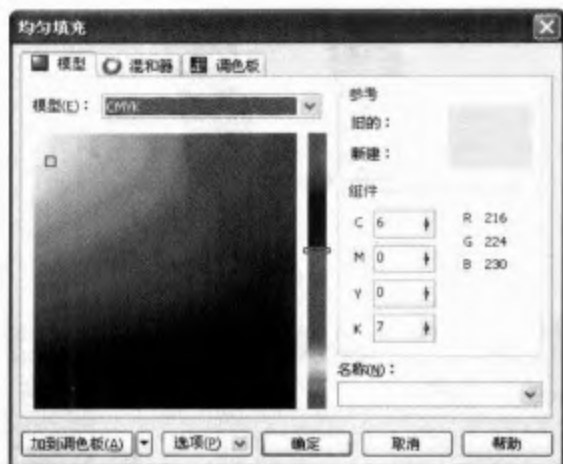 均匀填充
模型 混和器 调色板
模型(E)： CMYK
参考
旧的：
新建：
组件
C 6 R 216
M 0 G 224
B 230
Y 0
K 7
名称(N)：
加到调色板(A) 选项(P) 确定 取消 帮助